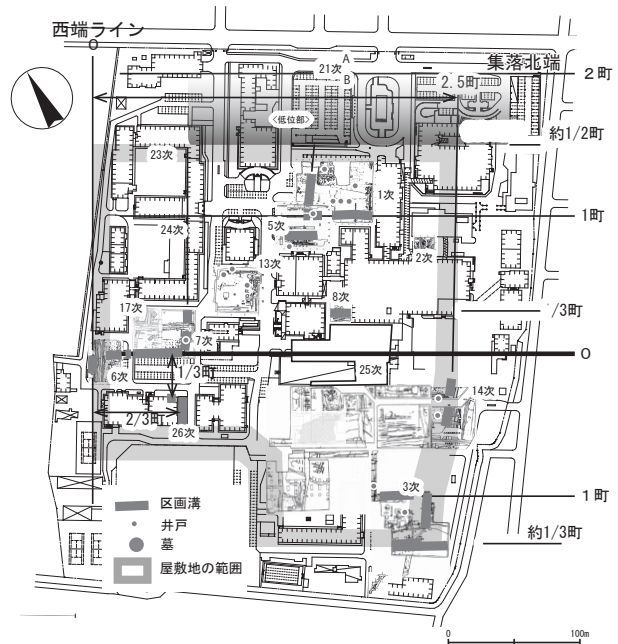 西端ライン
0
集落北端
2町
A
21次
B
2.5町
〈低位部〉
約1/2町
23次
1次
1町
24次
5次
2次
13次
17次
8次
1/3町
7次
0
6次
1/3町
25次
14次
2/3町
26次
3次
1町
区画溝
井戸
約1/3町
墓
屋敷地の範囲
0
100m